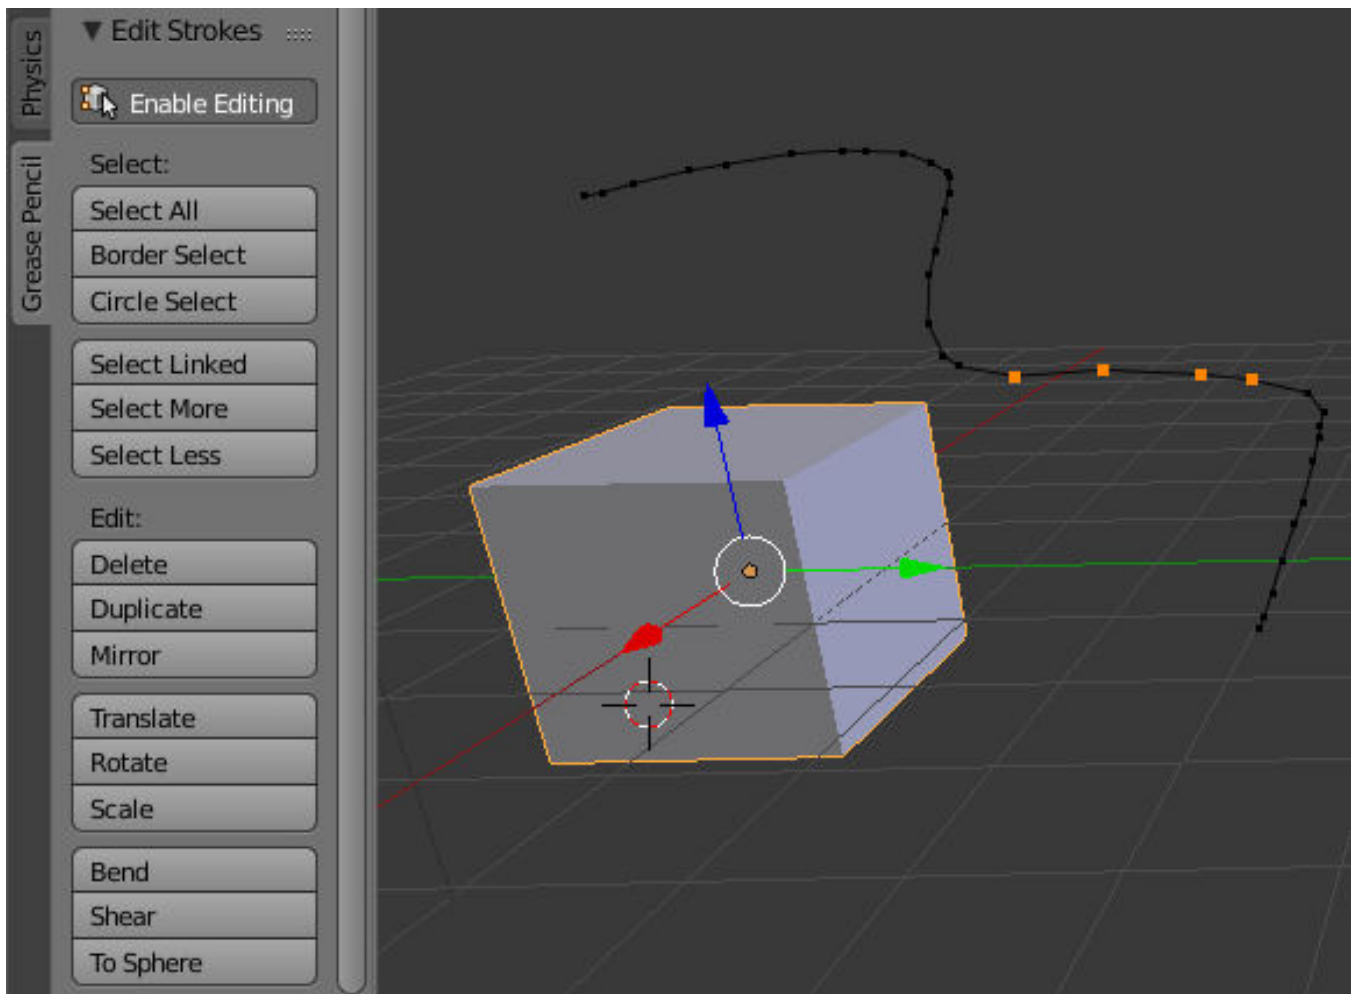 Physics
Grease Pencil
Edit Strokes
Enable Editing
Select:
Select All
Border Select
Circle Select
Select Linked
Select More
Select Less
Edit:
Delete
Duplicate
Mirror
Translate
Rotate
Scale
Bend
Shear
To Sphere